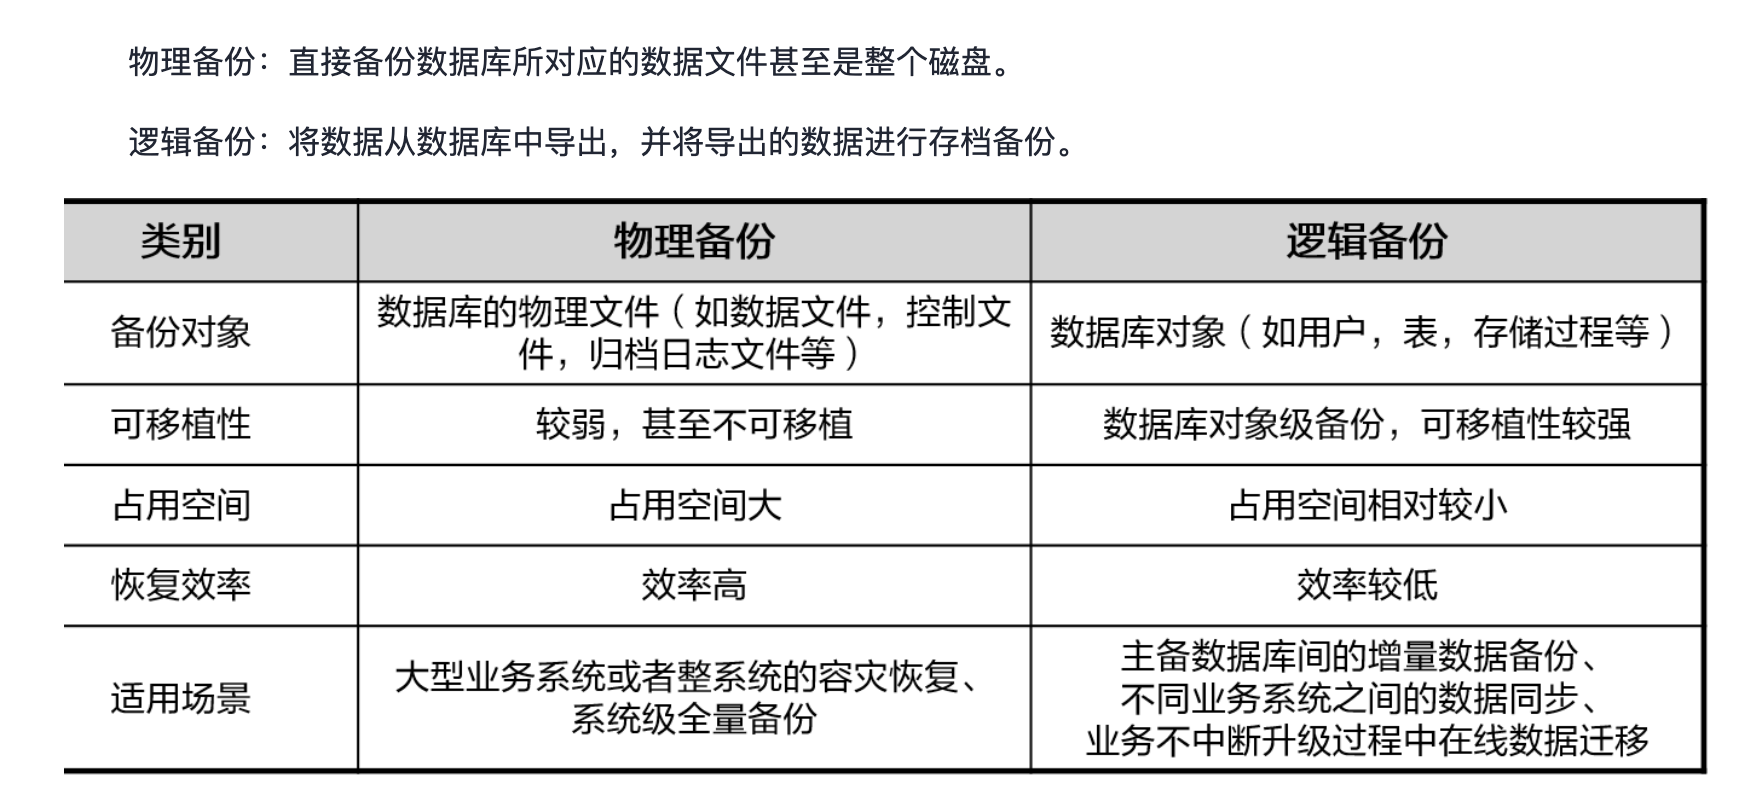 物理备份：直接备份数据库所对应的数据文件甚至是整个磁盘。
逻辑备份：将数据从数据库中导出，并将导出的数据进行存档备份。
类别 物理备份 逻辑备份
备份对象
数据库的物理文件（如数据文件，控制文
件，归档日志文件等）
数据库对象（如用户，表，存储过程等）
可移植性 较弱，甚至不可移植 数据库对象级备份，可移植性较强
占用空间 占用空间大 占用空间相对较小
恢复效率 效率高 效率较低
适用场景
大型业务系统或者整系统的容灾恢复、
系统级全量备份
主备数据库间的增量数据备份、
不同业务系统之间的数据同步、
业务不中断升级过程中在线数据迁移